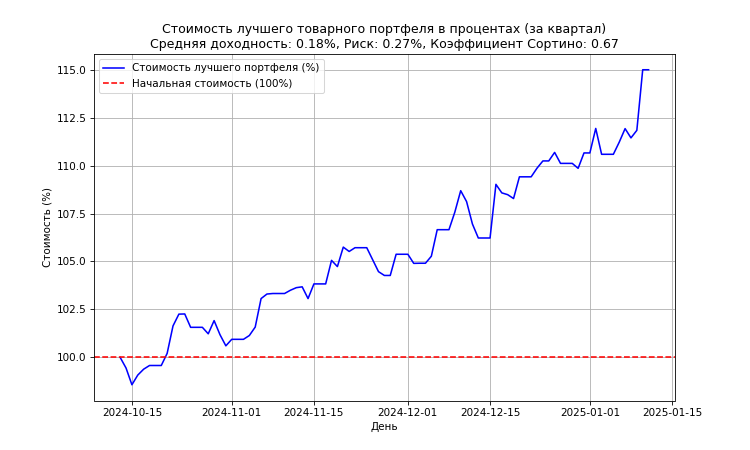 Стоимость лучшего товарного портфеля в процентах (за квартал)
Средняя доходность: 0.18%, Риск: 0.27%, Коэффициент Сортино: 0.67
Стоимость лучшего портфеля (%)
Начальная стоимость (100%)
Стоимость (%)
115.0
112.5
110.0
107.5
105.0
102.5
100.0
2024-10-15
2024-11-01
2024-11-15
2024-12-01
2024-12-15
2025-01-01
2025-01-15
День